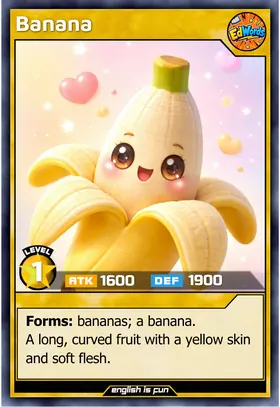 Banana
EdWords
LEVEL
1
ATK 1600 DEF 1900
Forms: bananas; a banana.
A long, curved fruit with a yellow skin
and soft flesh.
english is fun